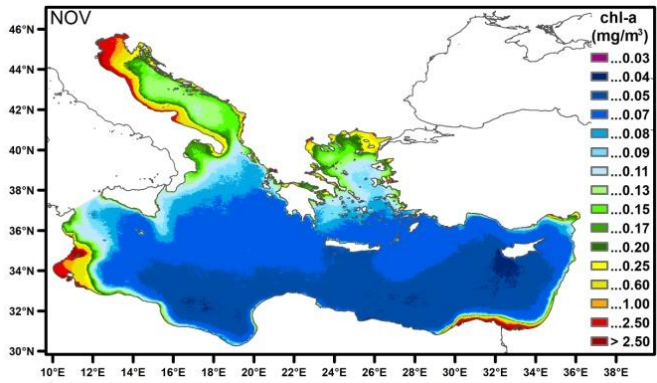 NOV
46°N
44°N
42°N
40°N
38°N
36°N
34°N
32°N
30°N
10°E 12°E 14°E 16°E 18°E 20°E 22°E 24°E 26°E 28°E 30°E 32°E 34°E 36°E 38°E
chl-a
(mg/m³)
...0.03
...0.04
...0.05
...0.07
...0.08
...0.09
...0.11
...0.13
...0.15
...0.17
...0.20
...0.25
...0.60
...1.00
...2.50
> 2.50